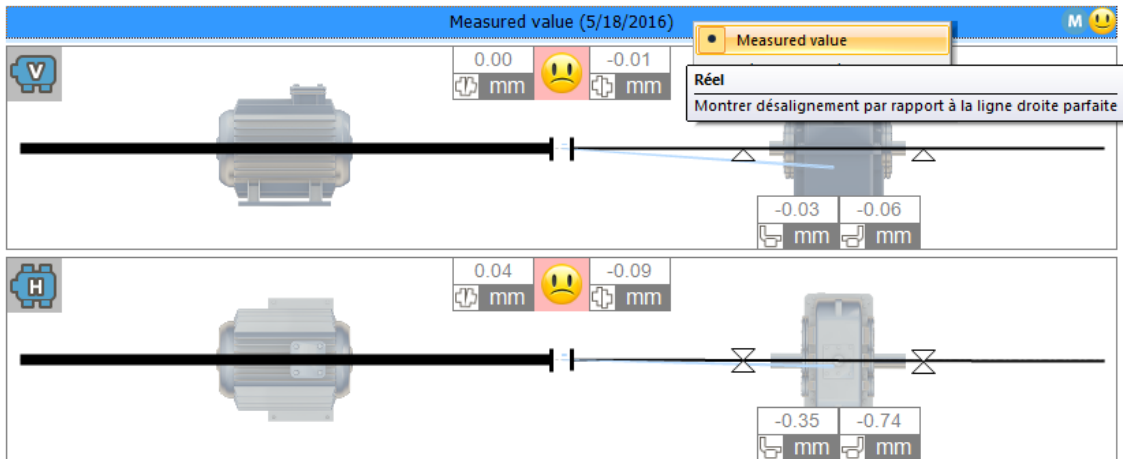 Measured value (5/18/2016)
M
Measured value
Réel
Montrer désalignement par rapport à la ligne droite parfaite
V
0.00
-0.01
mm
mm
-0.03
-0.06
mm
mm
H
0.04
-0.09
mm
mm
-0.35
-0.74
mm
mm